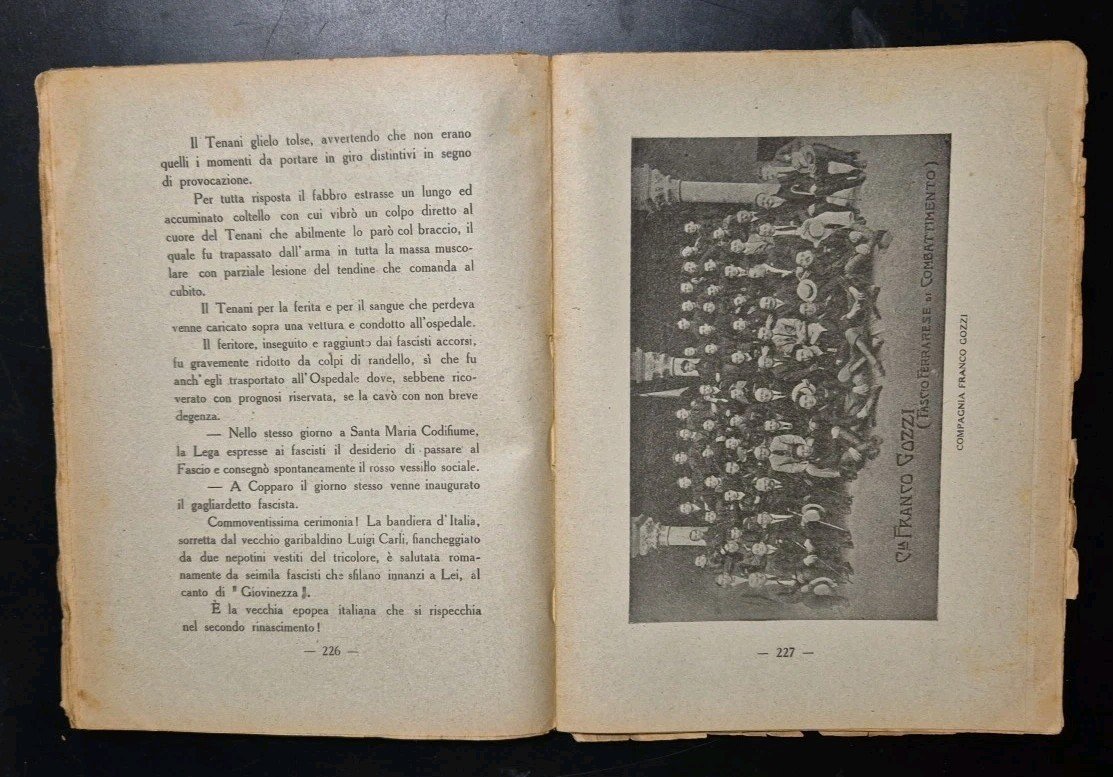 Il Tenani glielo tolse, avvertendo che non erano
quelli i momenti da portare in giro distintivi in segno
di provocazione.
Per tutta risposta il fabbro estrasse un lungo ed
accuminato coltello con cui vibrò un colpo diretto al
cuore del Tenani che abilmente lo parò col braccio, il
quale fu trapassato dall'arma in tutta la massa musco-
lare con parziale lesione del tendine che comanda al
cubito.
Il Tenani per la ferita e per il sangue che perdeva
venne caricato sopra una vettura e condotto all'ospedale.
Il feritore, inseguito e raggiunto dai fascisti accorsi,
fu gravemente ridotto da colpi di randello, sì che fu
anch'egli trasportato all'Ospedale dove, sebbene rico-
verato con prognosi riservata, se la cavò con non breve
degenza.
— Nello stesso giorno a Santa Maria Codifiume,
la Lega espresse ai fascisti il desiderio di passare al
Fascio e consegnò spontaneamente il rosso vessillo sociale.
— A Copparo il giorno stesso venne inaugurato
il gagliardetto fascista.
Commoventissima cerimonia! La bandiera d'Italia,
sorretta dal vecchio garibaldino Luigi Carli, fiancheggiato
da due nepotini vestiti del tricolore, è salutata roma-
namente da seimila fascisti che sfilano innanzi a Lei, al
canto di "Giovinezza".
È la vecchia epopea italiana che si rispecchia
nel secondo rinascimento!
— 226 —
Cia FRANCO GOZZI
(FASCIO FERRARESE DI COMBATTIMENTO)
COMPAGNIA FRANCO GOZZI
— 227 —